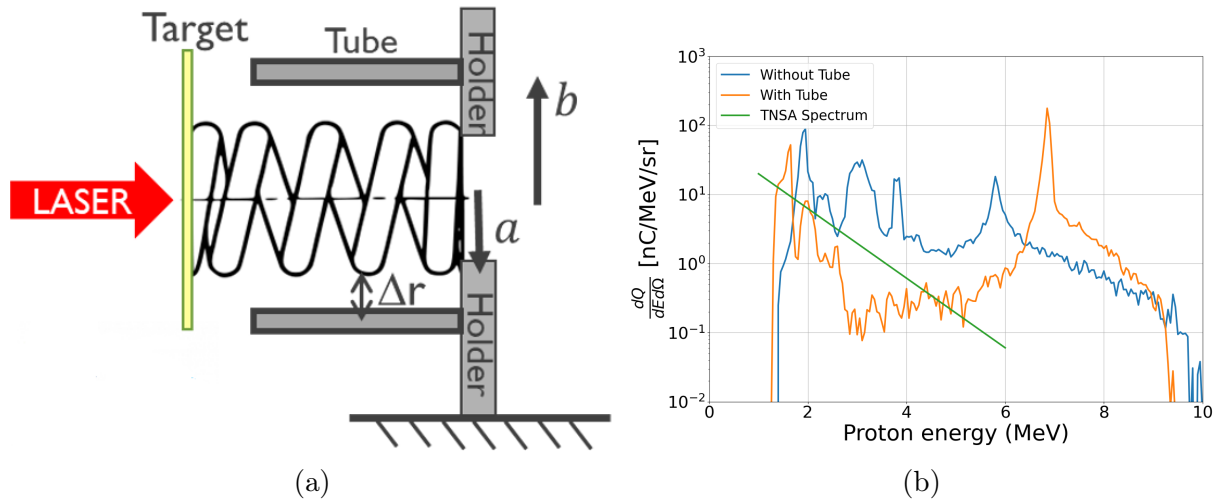 Target
Tube
Holder
b
LASER
a
Δr
Holder
(a)
dQ/dEdΩ [nC/MeV/sr]
10³
10²
10¹
10⁰
10⁻¹
10⁻²
Without Tube
With Tube
TNSA Spectrum
0 2 4 6 8 10
Proton energy (MeV)
(b)